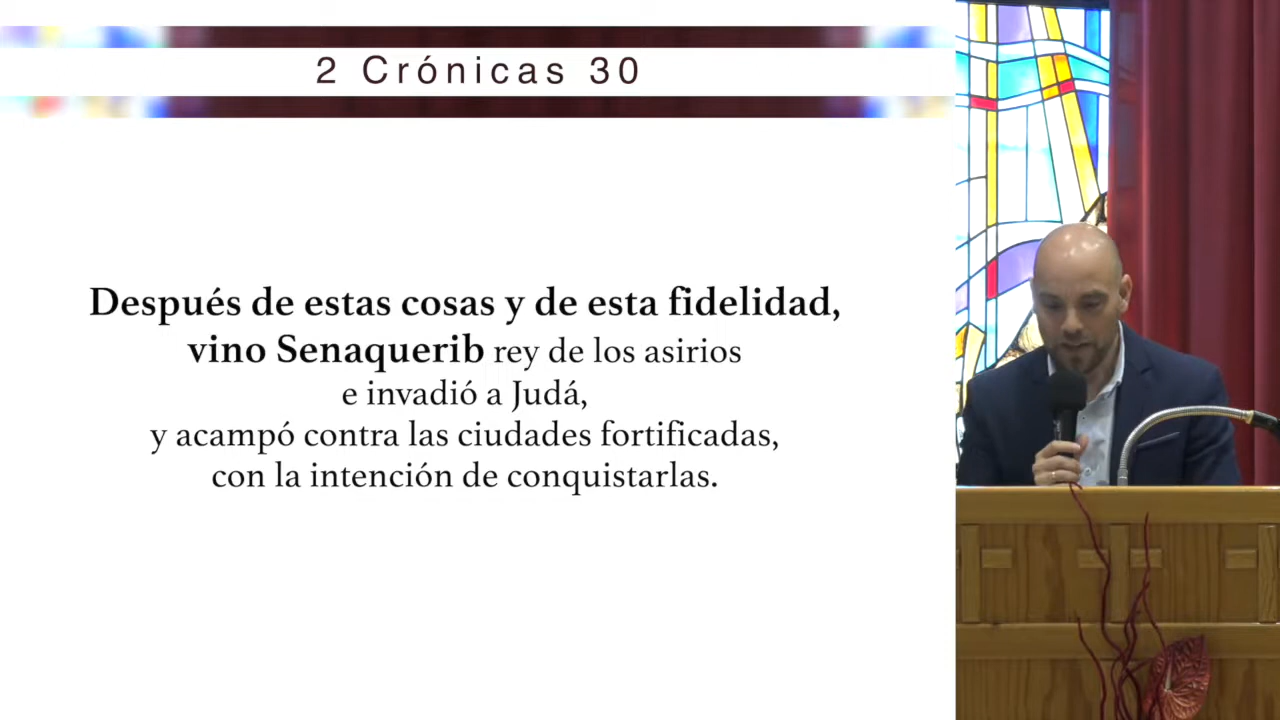 2 Crónicas 30
Después de estas cosas y de esta fidelidad,
vino Senaquerib rey de los asirios
e invadió a Judá,
y acampó contra las ciudades fortificadas,
con la intención de conquistarlas.